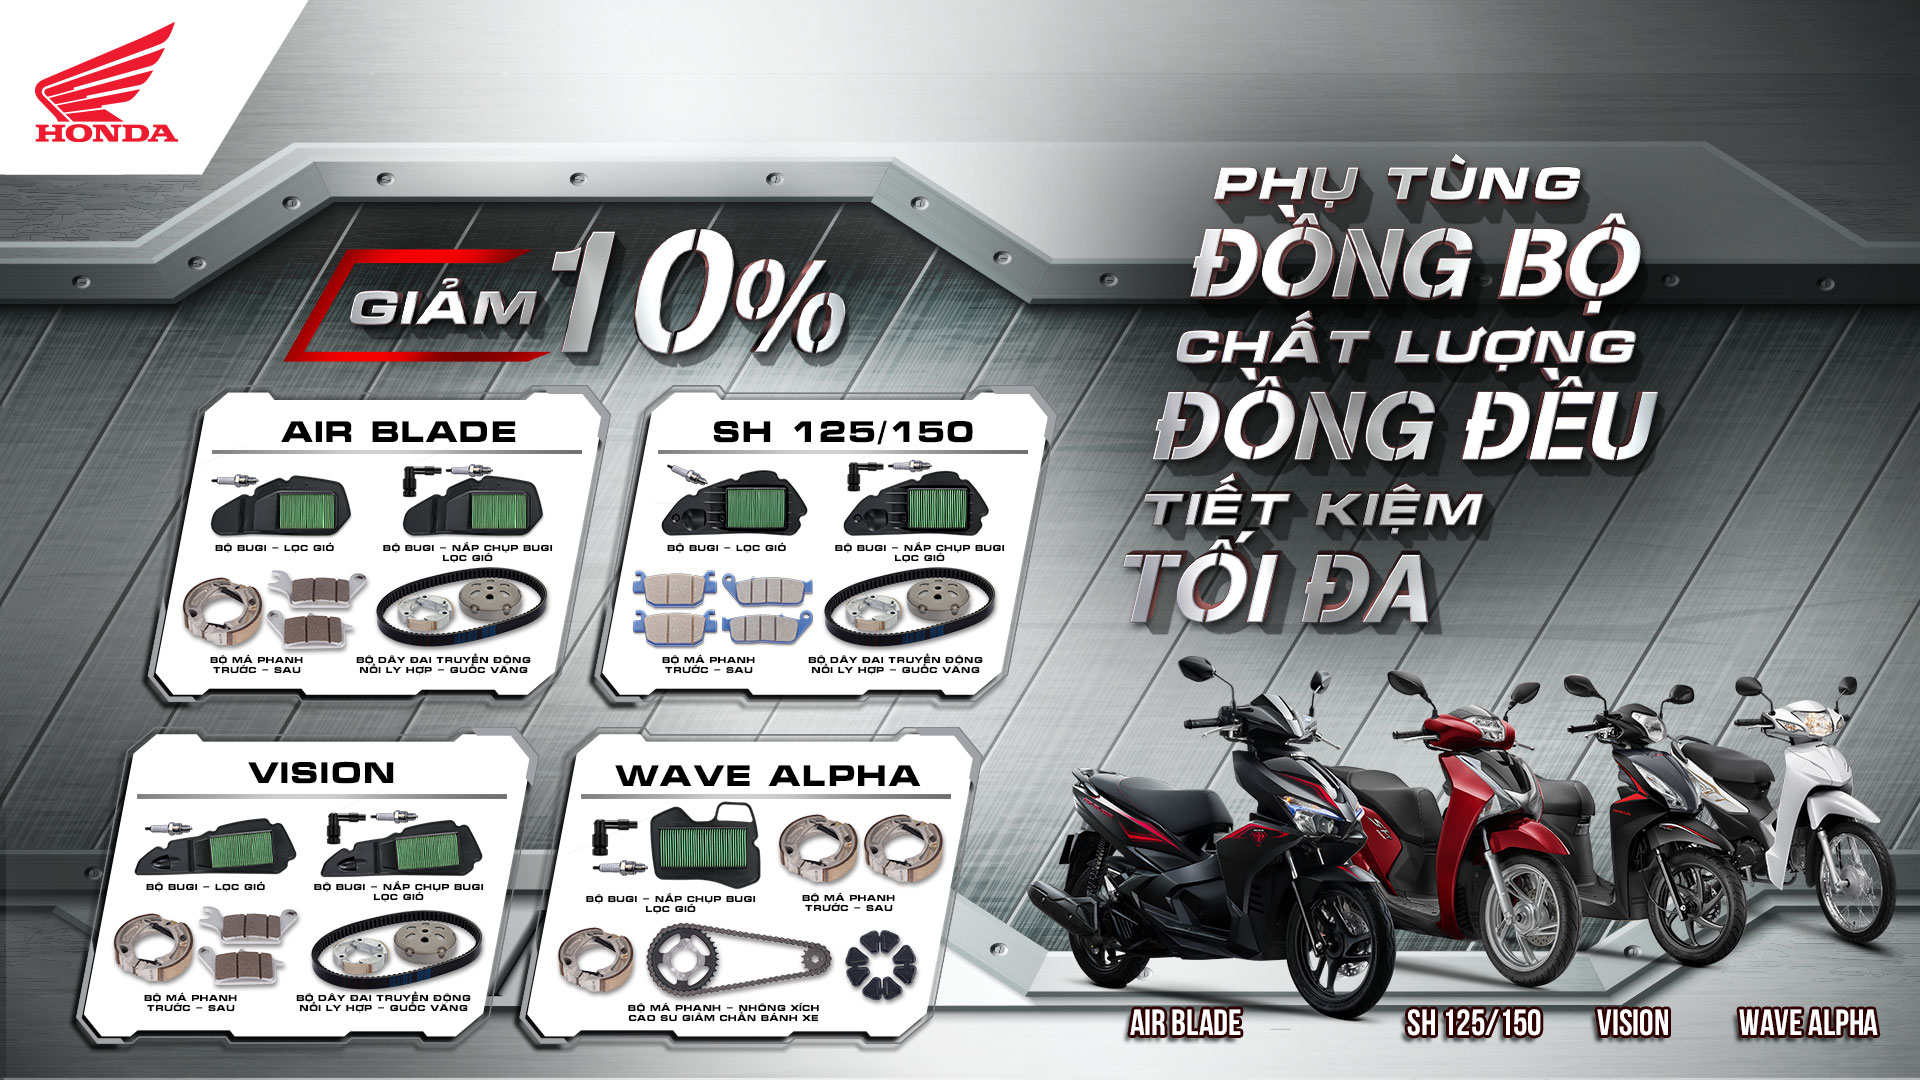 HONDA
GIẢM 10%
PHỤ TÙNG
ĐỒNG BỘ
CHẤT LƯỢNG
ĐỒNG ĐỀU
TIẾT KIỆM
TỐI ĐA
AIR BLADE
BỘ BUGI – LỌC GIÓ
BỘ BUGI – NẮP CHỤP BUGI
LỌC GIÓ
BỘ MÁ PHANH
TRƯỚC – SAU
BỘ DÂY ĐAI TRUYỀN ĐỘNG
NỒI LY HỢP – GUỐC VĂNG
SH 125/150
BỘ BUGI – LỌC GIÓ
BỘ BUGI – NẮP CHỤP BUGI
LỌC GIÓ
BỘ MÁ PHANH
TRƯỚC – SAU
BỘ DÂY ĐAI TRUYỀN ĐỘNG
NỒI LY HỢP – GUỐC VĂNG
VISION
BỘ BUGI – LỌC GIÓ
BỘ BUGI – NẮP CHỤP BUGI
LỌC GIÓ
BỘ MÁ PHANH
TRƯỚC – SAU
BỘ DÂY ĐAI TRUYỀN ĐỘNG
NỒI LY HỢP – GUỐC VĂNG
WAVE ALPHA
BỘ BUGI – NẮP CHỤP BUGI
LỌC GIÓ
BỘ MÁ PHANH
TRƯỚC – SAU
BỘ MÁ PHANH – NHÔNG XÍCH
CAO SU GIẢM CHẤN BÁNH XE
AIR BLADE
SH 125/150
VISION
WAVE ALPHA